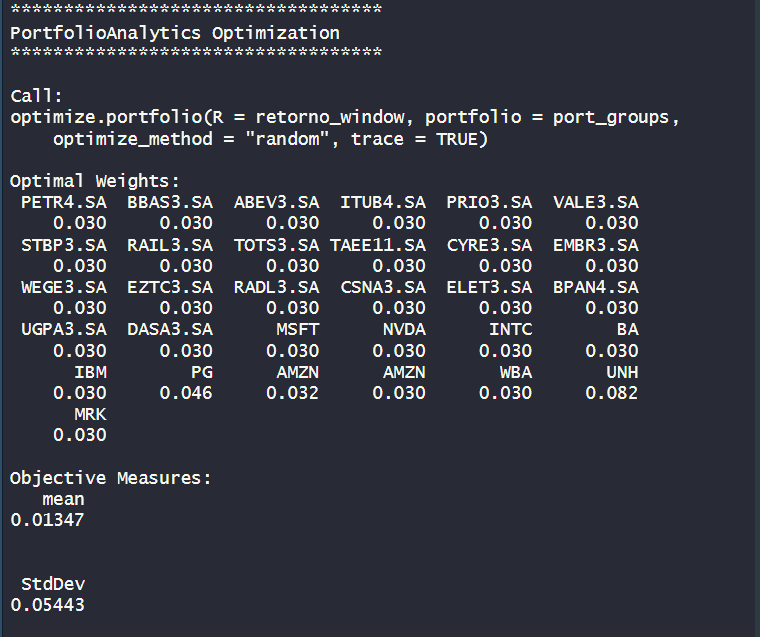 ***********************************
PortfolioAnalytics Optimization
***********************************
Call:
optimize.portfolio(R = retorno_window, portfolio = port_groups,
    optimize_method = "random", trace = TRUE)
Optimal Weights:
 PETR4.SA  BBAS3.SA  ABEV3.SA  ITUB4.SA  PRIO3.SA  VALE3.SA
    0.030     0.030     0.030     0.030     0.030     0.030
 STBP3.SA  RAIL3.SA  TOTS3.SA TAEE11.SA  CYRE3.SA  EMBR3.SA
    0.030     0.030     0.030     0.030     0.030     0.030
 WEGE3.SA  EZTC3.SA  RADL3.SA  CSNA3.SA  ELET3.SA  BPAN4.SA
    0.030     0.030     0.030     0.030     0.030     0.030
 UGPA3.SA  DASA3.SA      MSFT      NVDA      INTC        BA
    0.030     0.030     0.030     0.030     0.030     0.030
      IBM        PG      AMZN      AMZN       WBA       UNH
    0.030     0.046     0.032     0.030     0.030     0.082
      MRK
    0.030
Objective Measures:
   mean
0.01347
 StdDev
0.05443